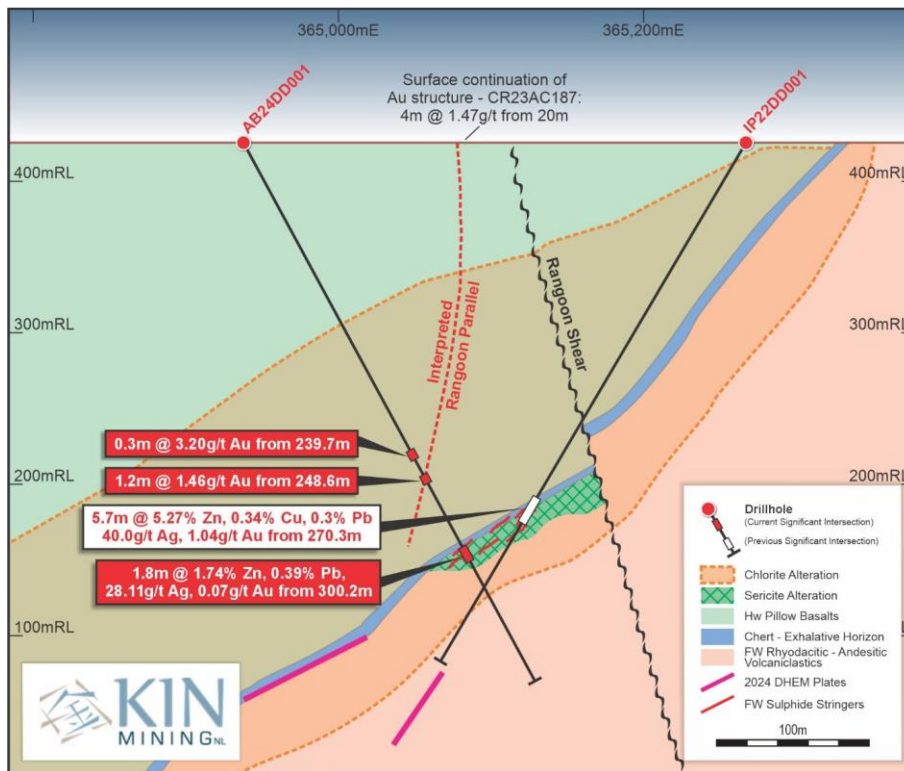 365,000mE
365,200mE
AB24DD001
IP22DD001
Surface continuation of
Au structure - CR23AC187:
4m @ 1.47g/t from 20m
400mRL
400mRL
300mRL
300mRL
Interpreted
Rangoon Parallel
Rangoon Shear
0.3m @ 3.20g/t Au from 239.7m
1.2m @ 1.46g/t Au from 248.6m
200mRL
200mRL
5.7m @ 5.27% Zn, 0.34% Cu, 0.3% Pb
40.0g/t Ag, 1.04g/t Au from 270.3m
1.8m @ 1.74% Zn, 0.39% Pb,
28.11g/t Ag, 0.07g/t Au from 300.2m
100mRL
Drillhole
(Current Significant Intersection)
(Previous Significant Intersection)
Chlorite Alteration
Sericite Alteration
Hw Pillow Basalts
Chert - Exhalative Horizon
FW Rhyodacitic - Andesitic
Volcaniclastics
2024 DHEM Plates
FW Sulphide Stringers
100m
KIN
MINING NL